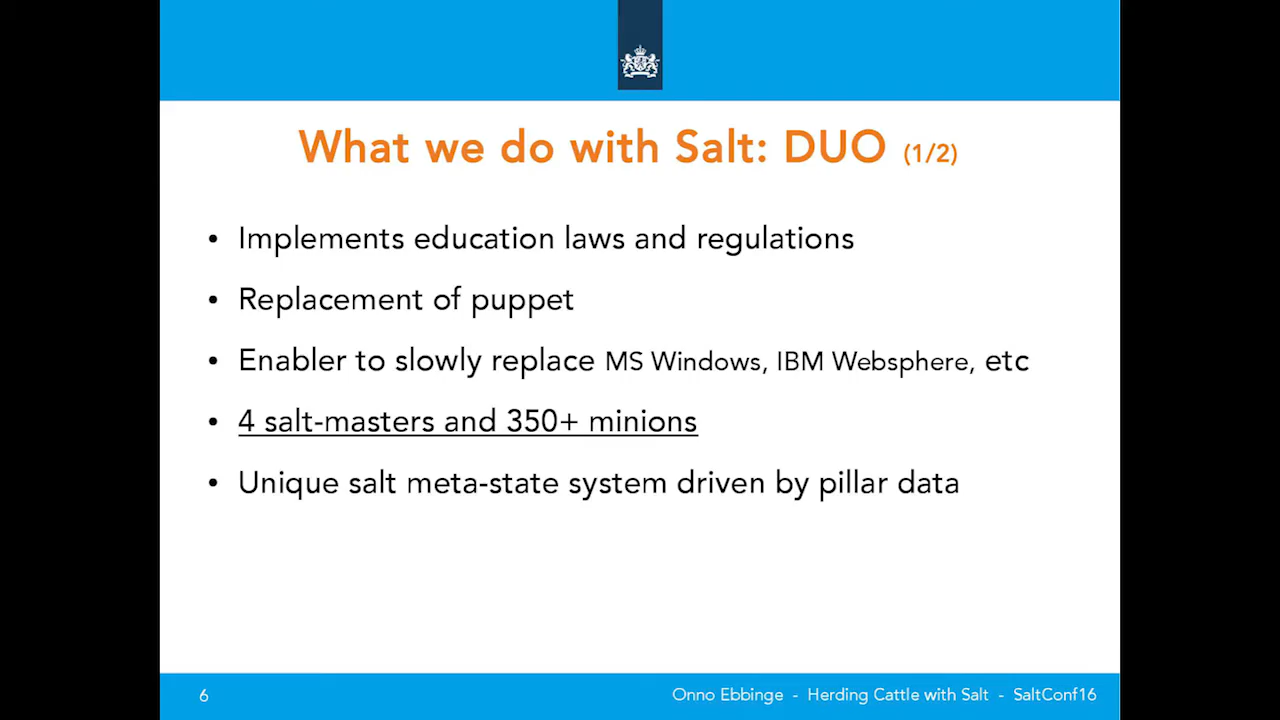 What we do with Salt: DUO (1/2)
• Implements education laws and regulations
• Replacement of puppet
• Enabler to slowly replace MS Windows, IBM Websphere, etc
• 4 salt-masters and 350+ minions
• Unique salt meta-state system driven by pillar data
6
Onno Ebbinge - Herding Cattle with Salt - SaltConf16